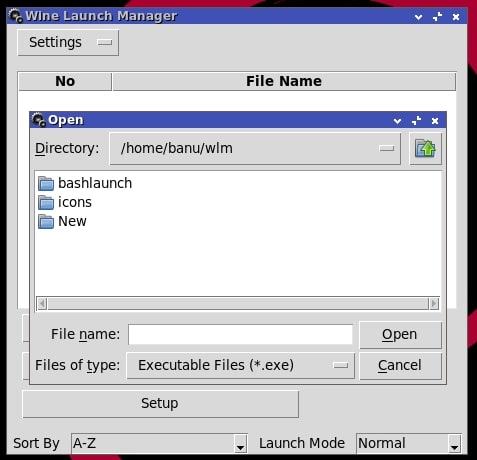 Wine Launch Manager
Settings
No File Name
Open
Directory: /home/banu/wlm
bashlaunch
icons
New
File name: Open
Files of type: Executable Files (*.exe) Cancel
Setup
Sort By A-Z Launch Mode Normal